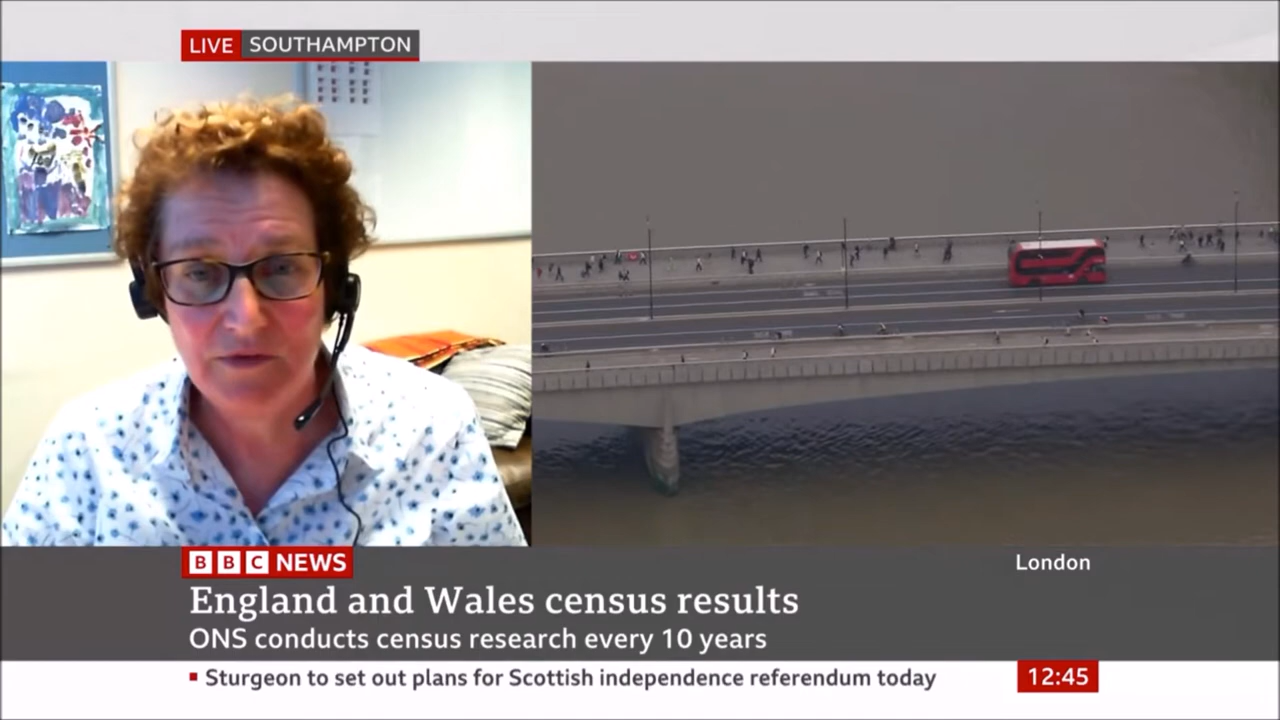 LIVE SOUTHAMPTON
BBC NEWS
London
England and Wales census results
ONS conducts census research every 10 years
Sturgeon to set out plans for Scottish independence referendum today
12:45